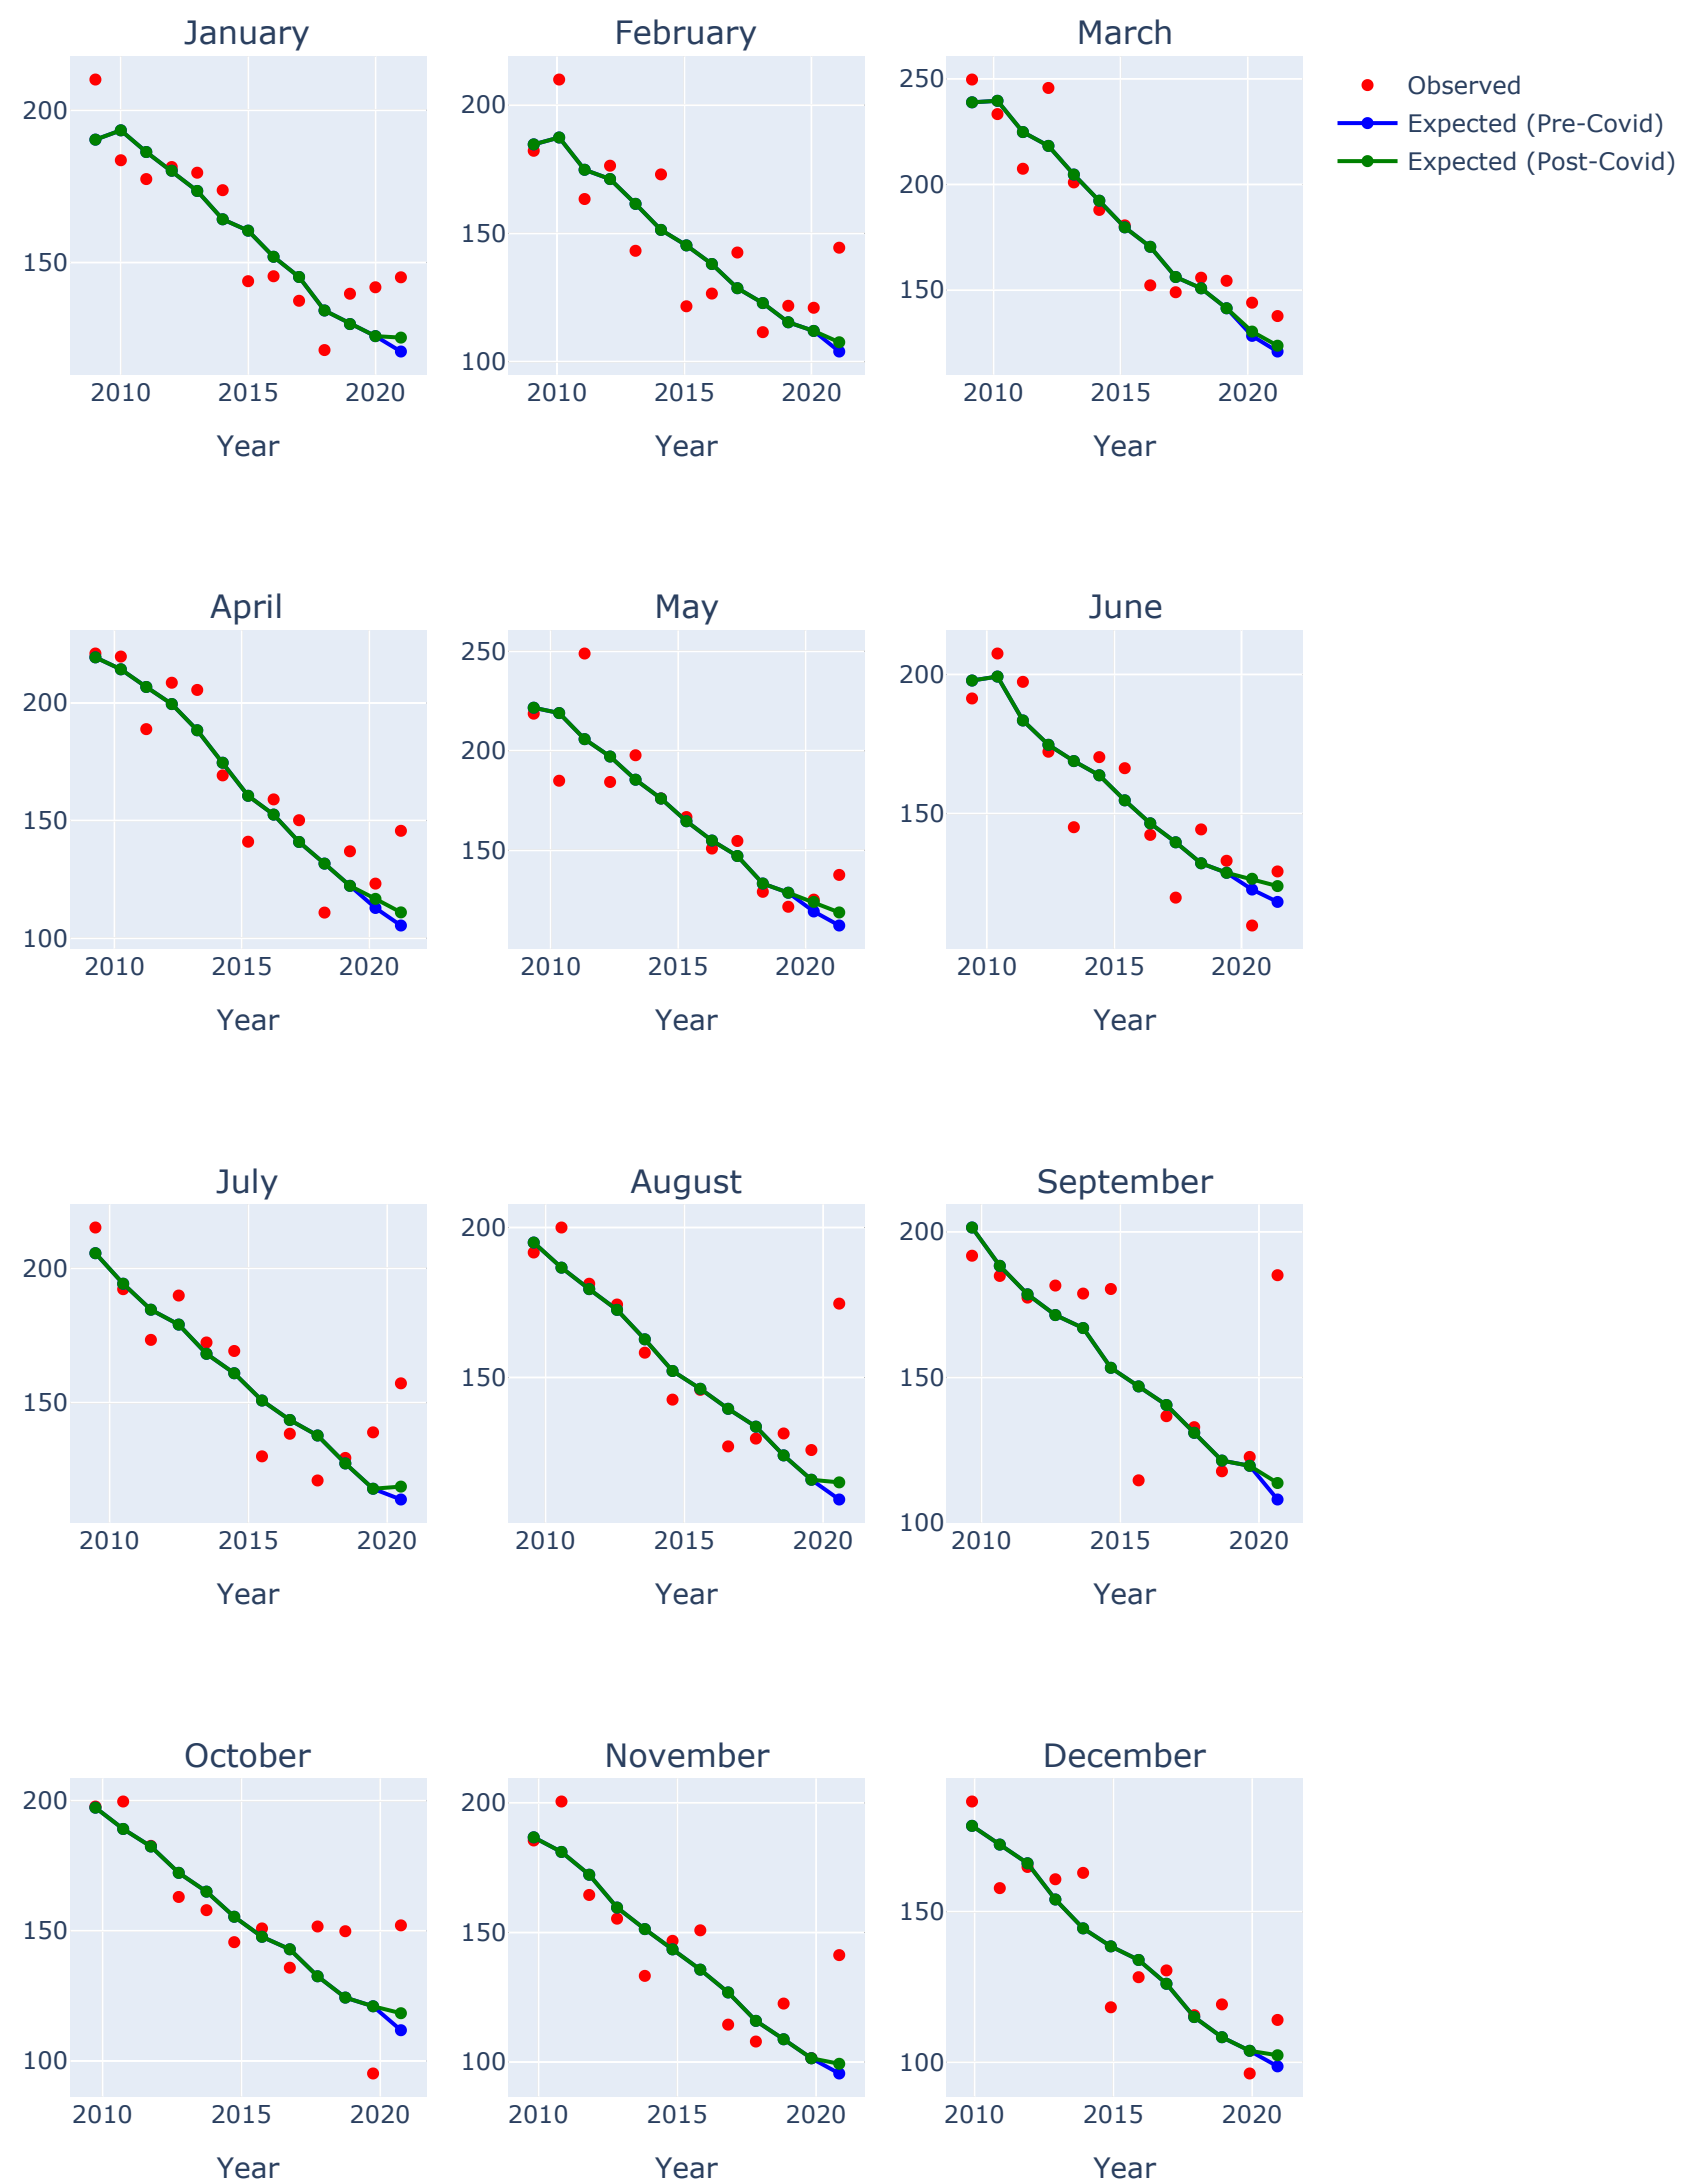 January
February
March
200
150
2010
2015
2020
Year
200
150
100
2010
2015
2020
Year
250
200
150
2010
2015
2020
Year
Observed
Expected (Pre-Covid)
Expected (Post-Covid)
April
May
June
200
150
100
2010
2015
2020
Year
250
200
150
2010
2015
2020
Year
200
150
2010
2015
2020
Year
July
August
September
200
150
2010
2015
2020
Year
200
150
2010
2015
2020
Year
200
150
100
2010
2015
2020
Year
October
November
December
200
150
100
2010
2015
2020
Year
200
150
100
2010
2015
2020
Year
150
100
2010
2015
2020
Year